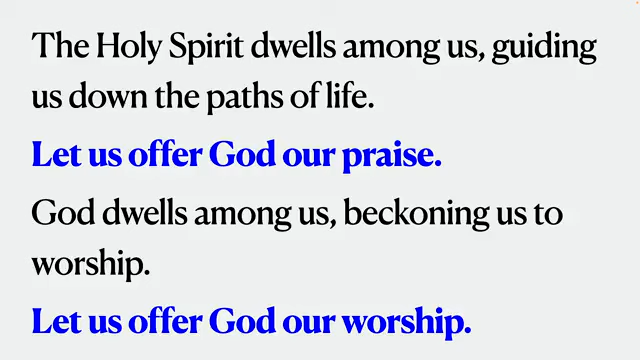 The Holy Spirit dwells among us, guiding
us down the paths of life.
Let us offer God our praise.
God dwells among us, beckoning us to
worship.
Let us offer God our worship.